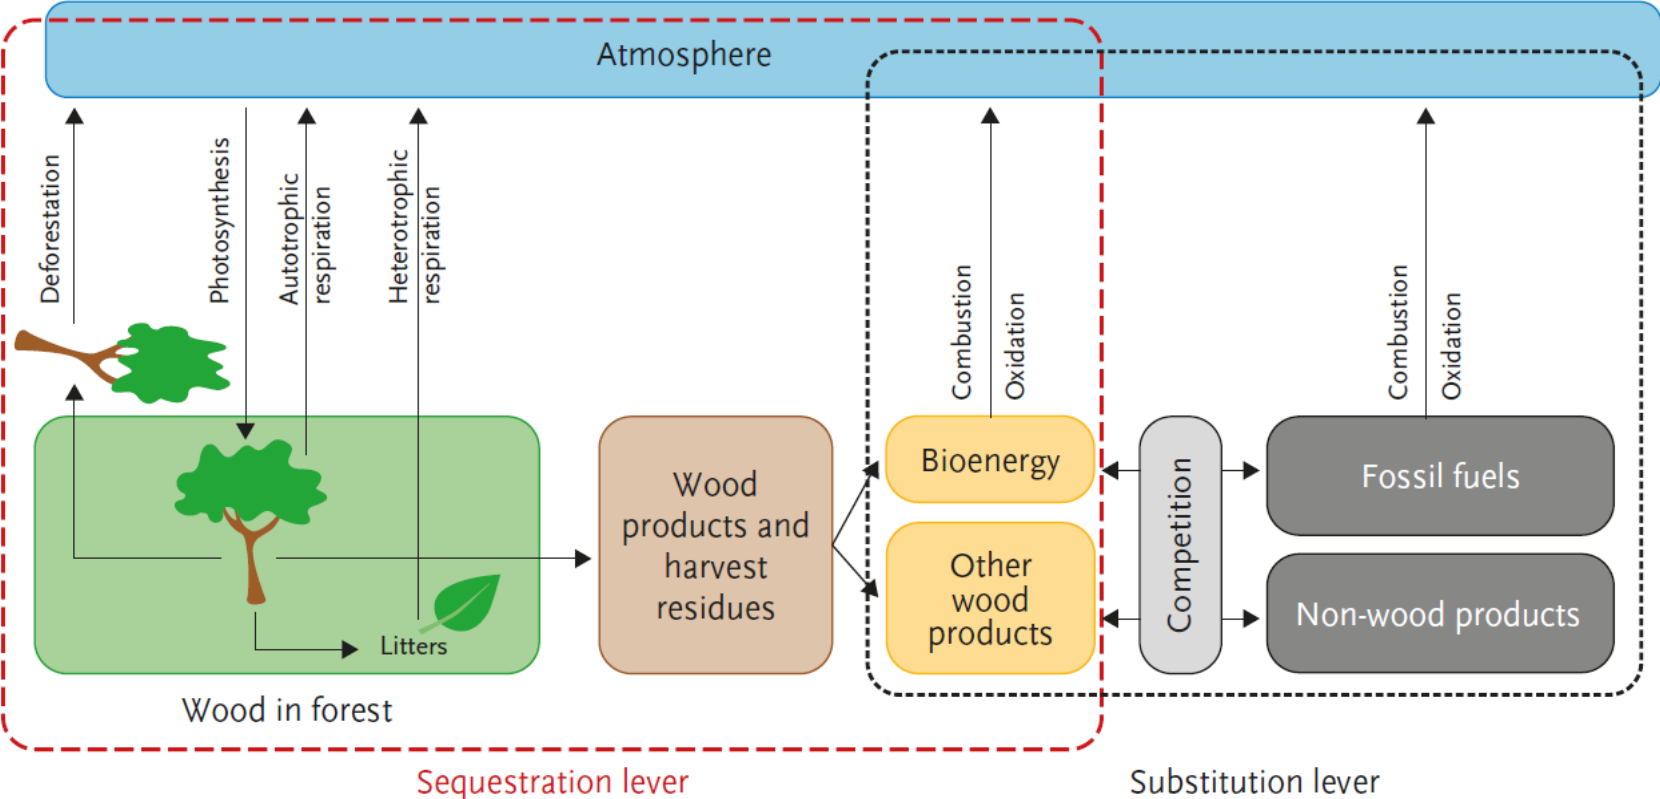 Atmosphere
Deforestation
Photosynthesis
Autotrophic
respiration
Heterotrophic
respiration
Combustion
Oxidation
Combustion
Oxidation
Wood
products and
harvest
residues
Bioenergy
Other
wood
products
Competition
Fossil fuels
Non-wood products
Litters
Wood in forest
Sequestration lever
Substitution lever